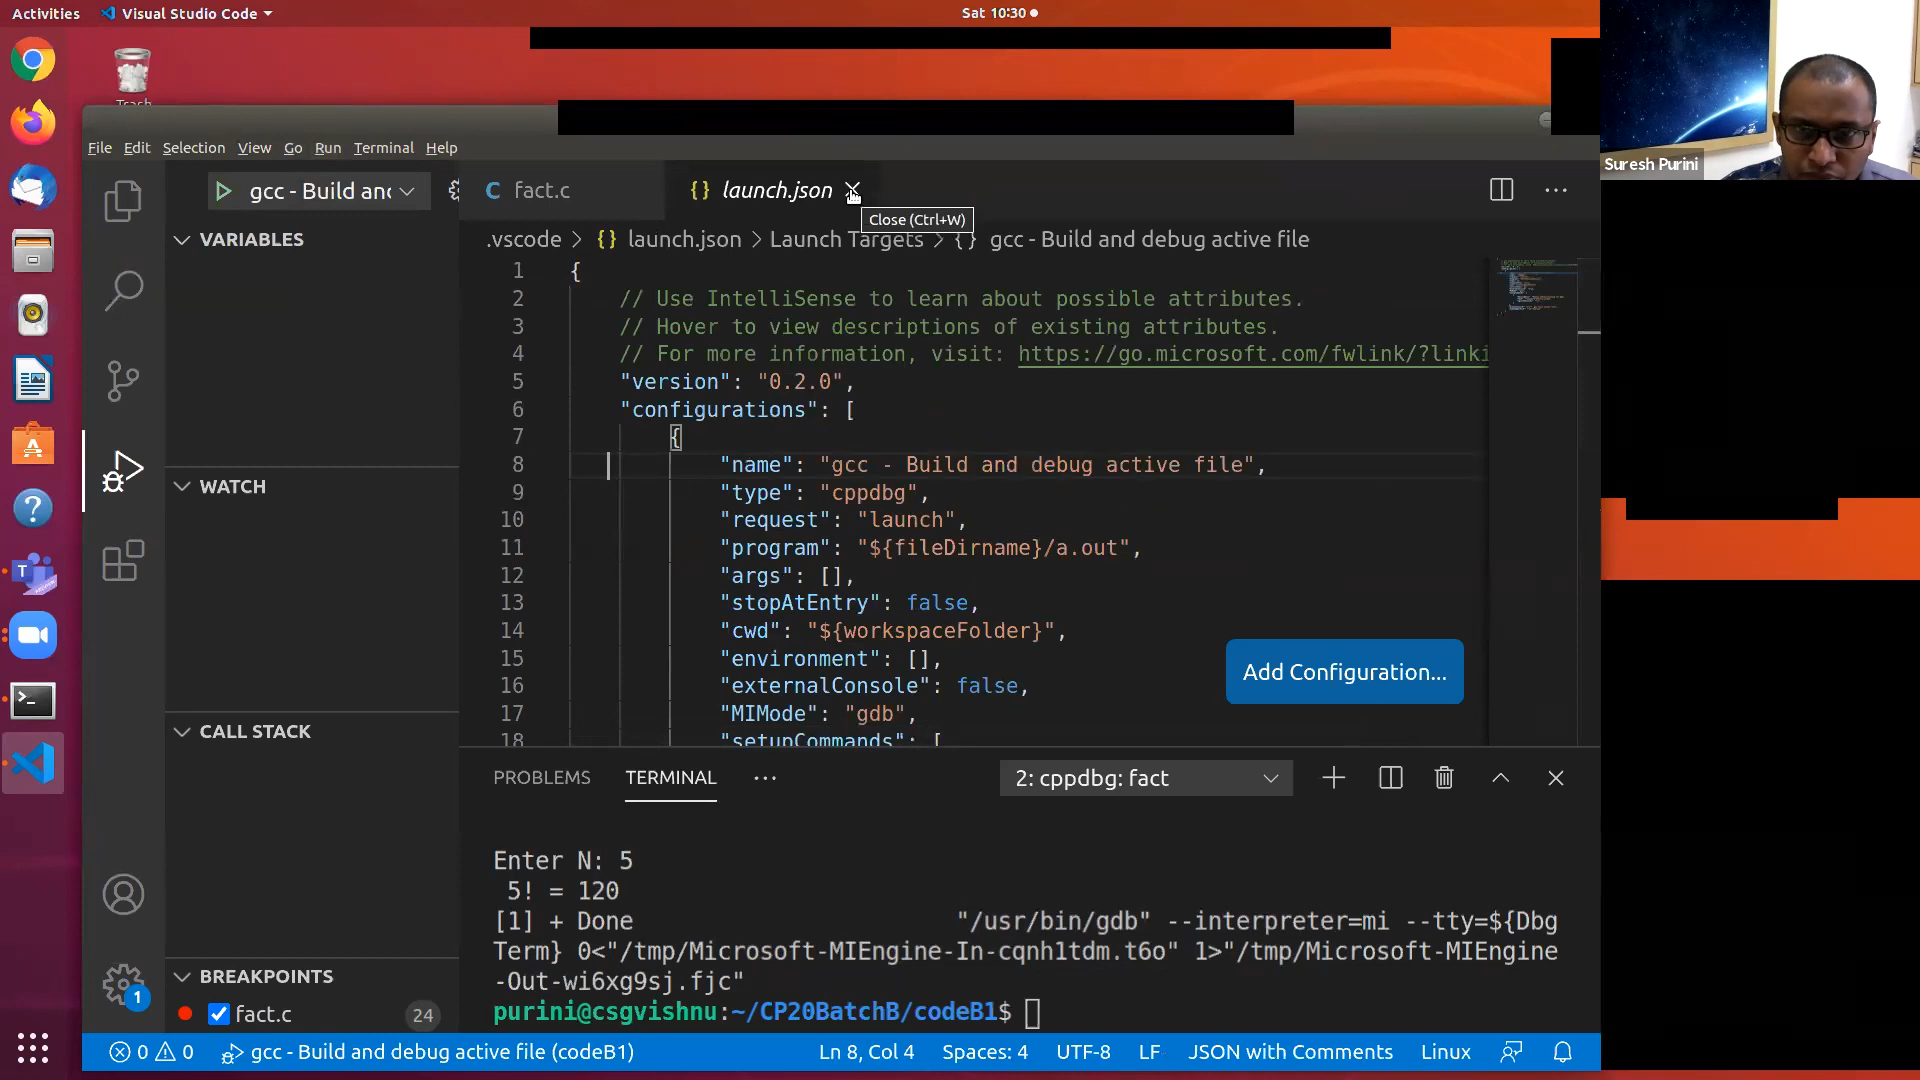 Activities
Visual Studio Code
Sat 10:30
Trash
Suresh Purini
File Edit Selection View Go Run Terminal Help
gcc - Build and
fact.c
launch.json
Close (Ctrl+W)
.vscode > {} launch.json > Launch Targets > {} gcc - Build and debug active file
VARIABLES
WATCH
CALL STACK
BREAKPOINTS
fact.c
24
1 {
2 // Use IntelliSense to learn about possible attributes.
3 // Hover to view descriptions of existing attributes.
4 // For more information, visit: https://go.microsoft.com/fwlink/?linki
5 "version": "0.2.0",
6 "configurations": [
7 {
8 "name": "gcc - Build and debug active file",
9 "type": "cppdbg",
10 "request": "launch",
11 "program": "${fileDirname}/a.out",
12 "args": [],
13 "stopAtEntry": false,
14 "cwd": "${workspaceFolder}",
15 "environment": [],
16 "externalConsole": false,
17 "MIMode": "gdb",
18 "setupCommands": [
Add Configuration...
PROBLEMS TERMINAL ...
2: cppdbg: fact
Enter N: 5
5! = 120
[1] + Done "/usr/bin/gdb" --interpreter=mi --tty=${Dbg
Term} 0<"/tmp/Microsoft-MIEngine-In-cqnh1tdm.t6o" 1>"/tmp/Microsoft-MIEngine
-Out-wi6xg9sj.fjc"
purini@csgvishnu:~/CP20BatchB/codeB1$
1
0 0 gcc - Build and debug active file (codeB1)
Ln 8, Col 4 Spaces: 4 UTF-8 LF JSON with Comments Linux